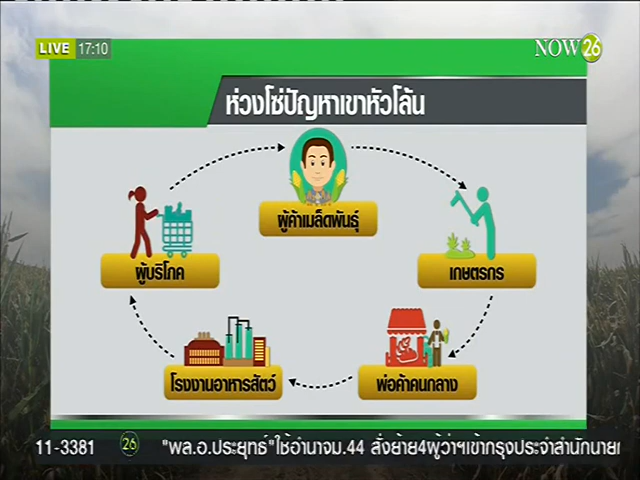 LIVE 17:10
NOW26
ห่วงโซ่ปัญหาเขาหัวโล้น
ผู้ค้าเมล็ดพันธุ์
ผู้บริโภค
เกษตรกร
โรงงานอาหารสัตว์
พ่อค้าคนกลาง
11-3381 26 "พล.อ.ประยุทธ์"ใช้อำนาจม.44 สั่งย้าย4ผู้ว่าฯเข้ากรุงประจำสำนักนายก